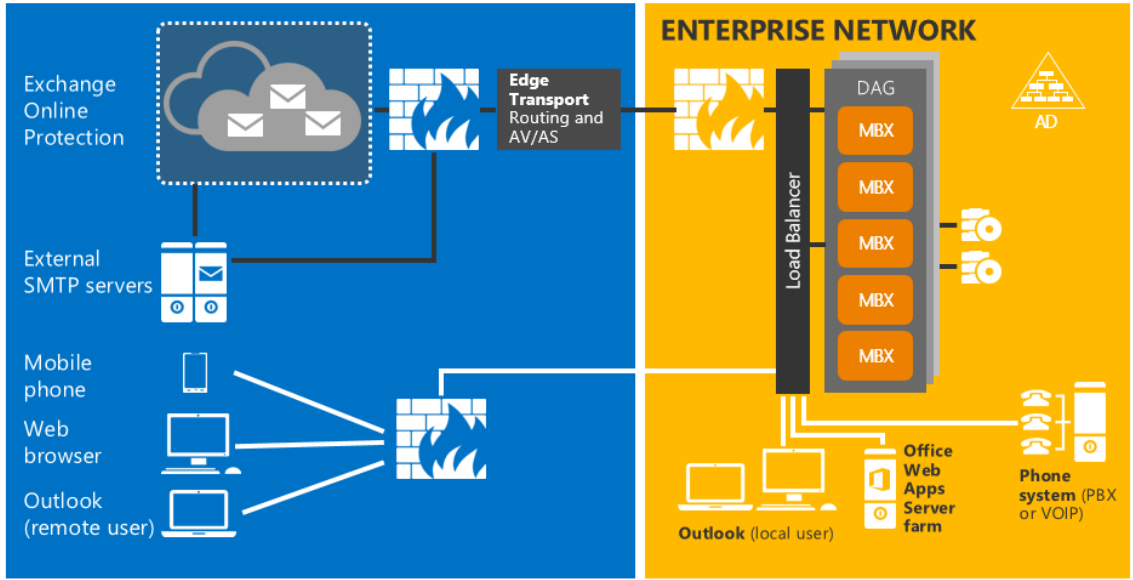 Exchange
Online
Protection
Edge
Transport
Routing and
AV/AS
External
SMTP servers
Mobile
phone
Web
browser
Outlook
(remote user)
ENTERPRISE NETWORK
Load Balancer
DAG
MBX
MBX
MBX
MBX
MBX
AD
Outlook (local user)
Office
Web
Apps
Server
farm
Phone
system (PBX
or VOIP)